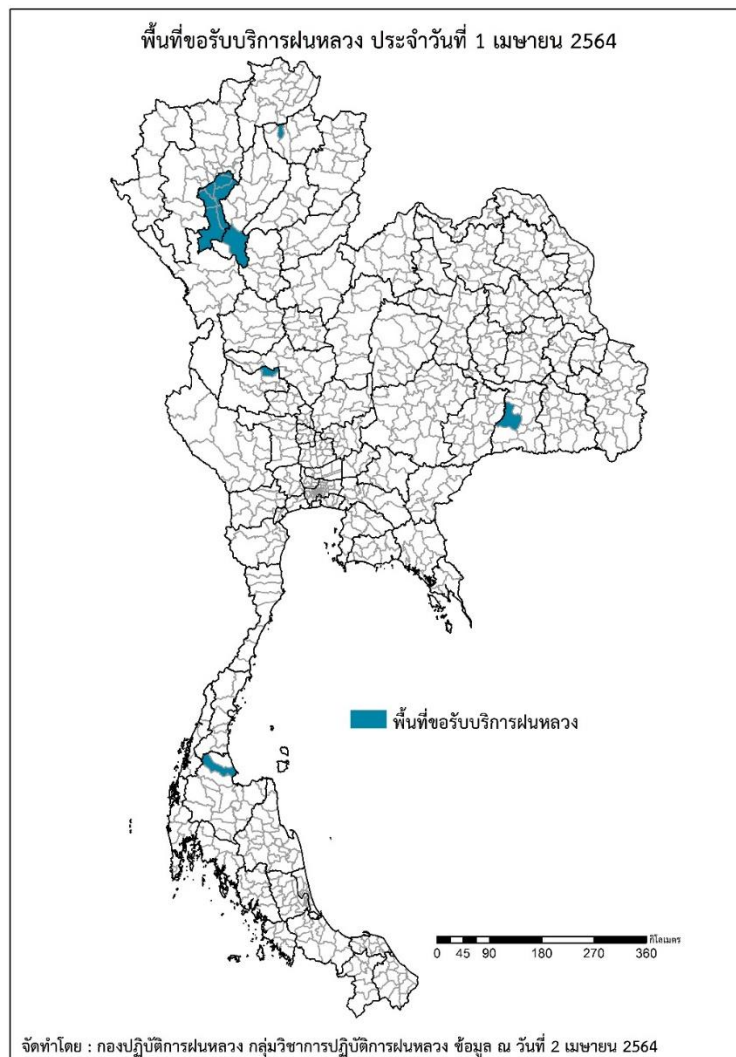 พื้นที่ขอรับบริการฝนหลวง ประจำวันที่ 1 เมษายน 2564
พื้นที่ขอรับบริการฝนหลวง
กิโลเมตร
0 45 90 180 270 360
จัดทำโดย : กองปฏิบัติการฝนหลวง กลุ่มวิชาการปฏิบัติการฝนหลวง ข้อมูล ณ วันที่ 2 เมษายน 2564